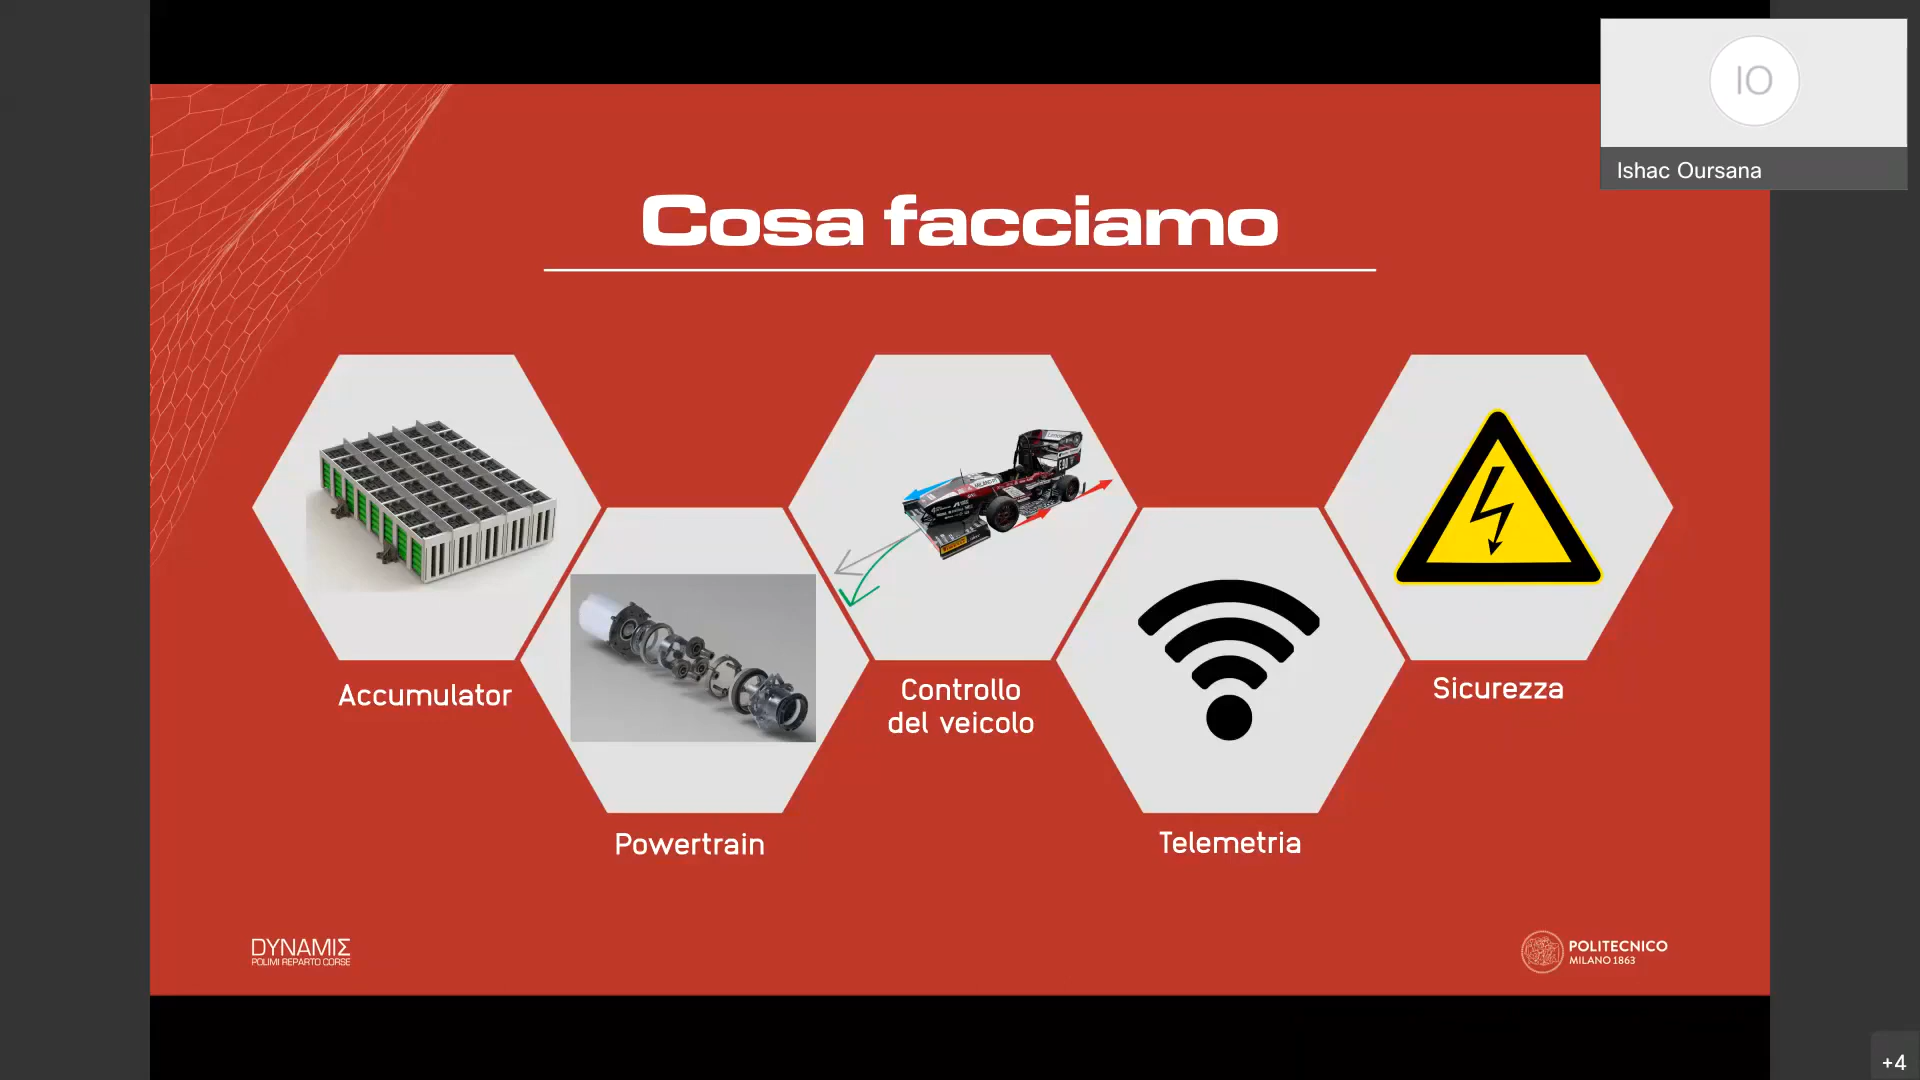 IO
Ishac Oursana
Cosa facciamo
Accumulator
Powertrain
Controllo
del veicolo
Telemetria
Sicurezza
DYNAMIΣ
POLIMI REPARTO CORSE
POLITECNICO
MILANO 1863
+4